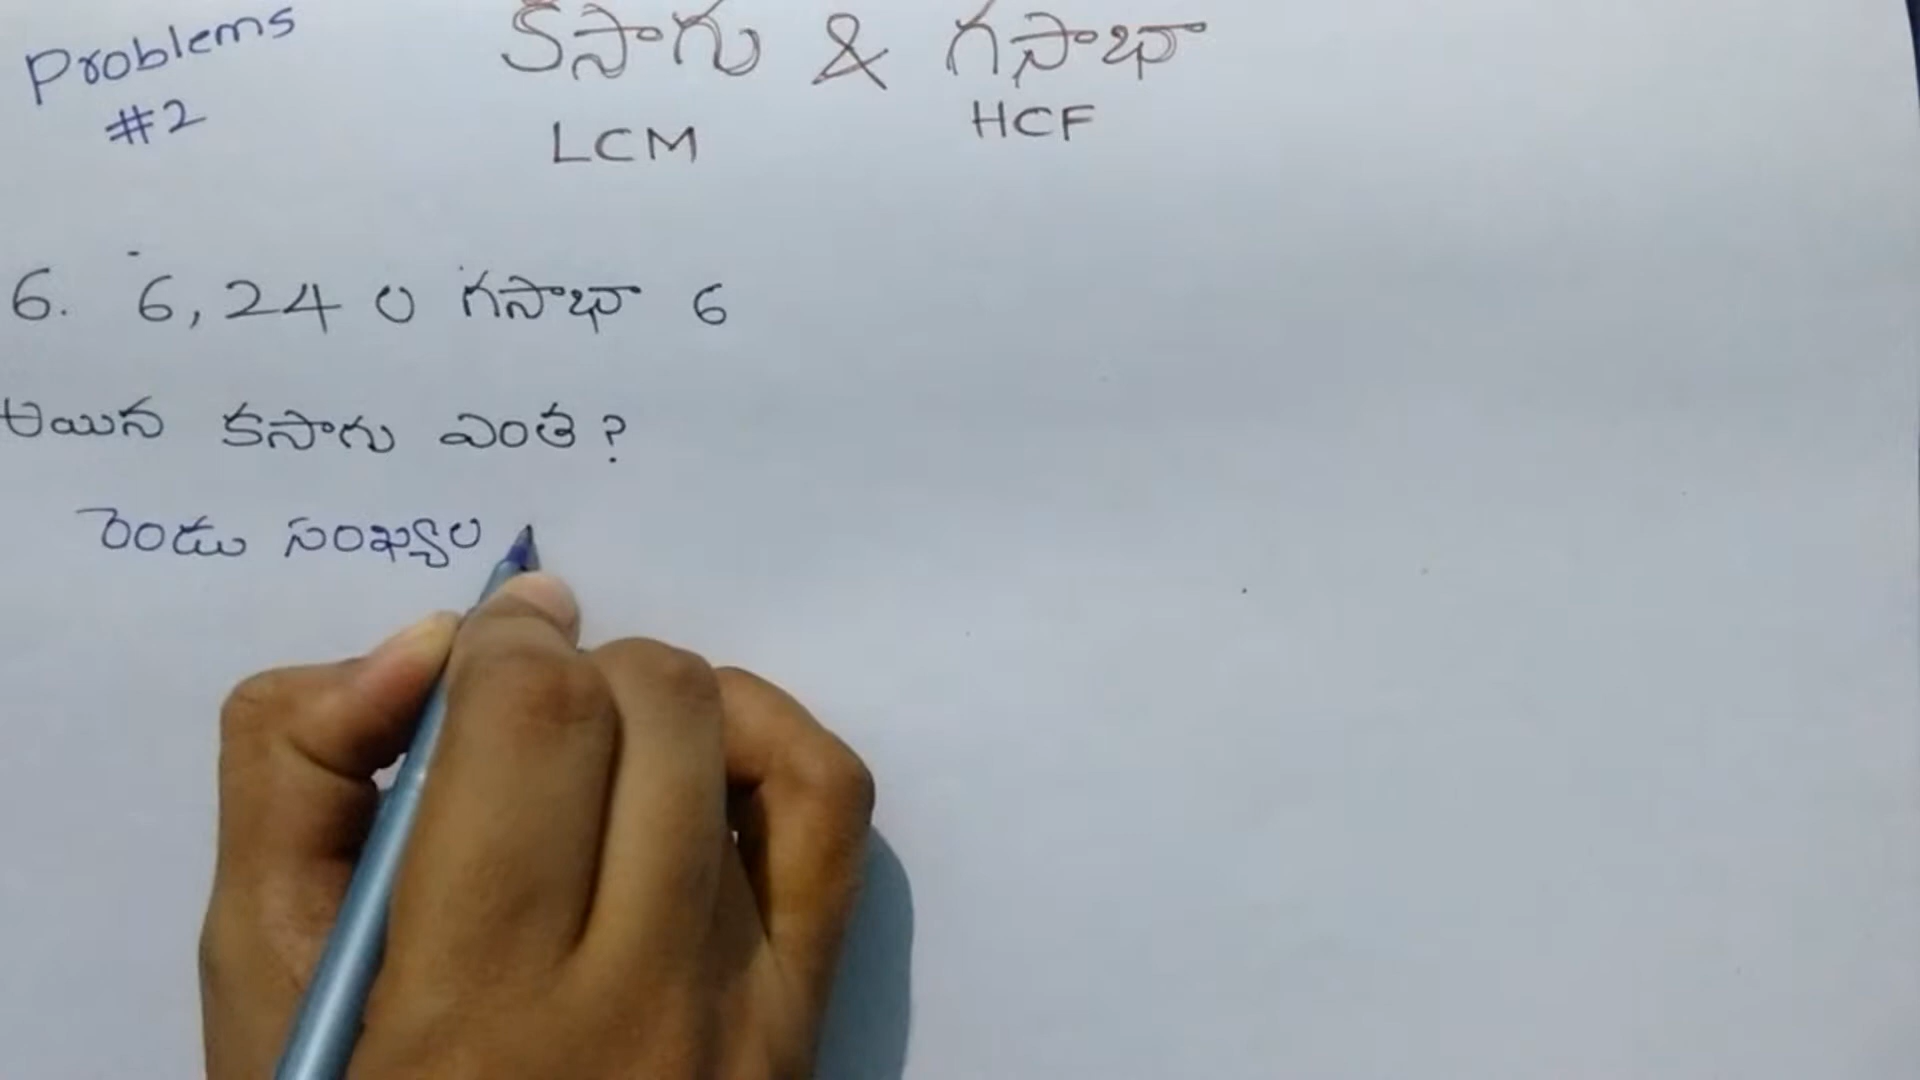 Problems
#2
కసాగు & గసాభా
LCM
HCF
6. 6, 24 ల గసాభా 6
అయిన కసాగు ఎంత?
రెండు సంఖ్యల